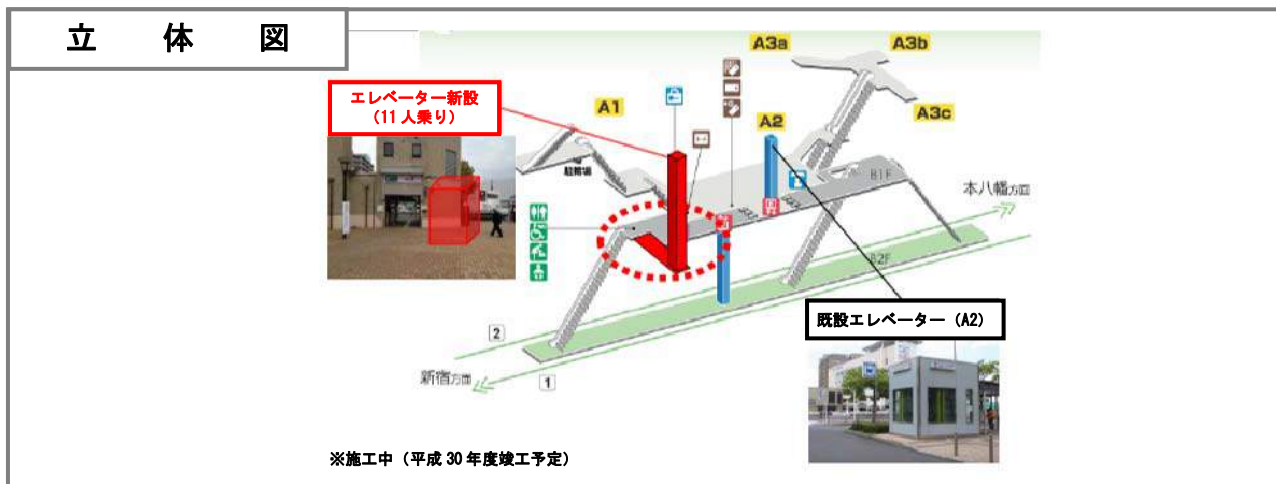 立体図
A3a
A3b
エレベーター新設
(11人乗り)
A1
A2
A3c
駐輪場
B1F
本八幡方面
B2F
既設エレベーター (A2)
2
新宿方面
1
※施工中（平成30年度竣工予定）